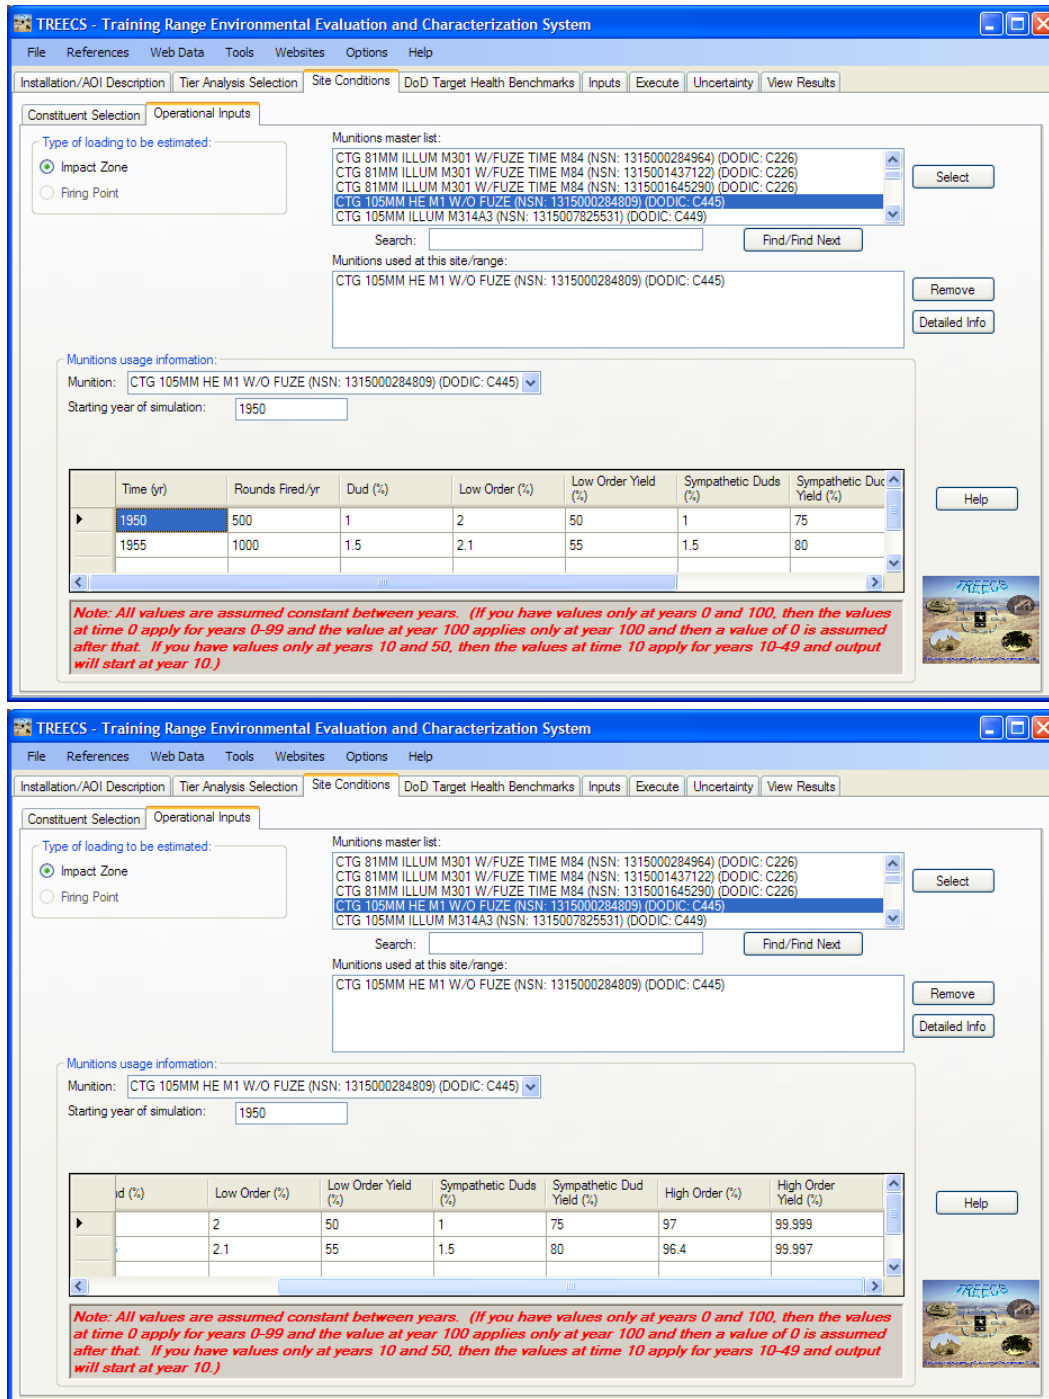 TREECS - Training Range Environmental Evaluation and Characterization System
File References Web Data Tools Websites Options Help
Installation/AOI Description Tier Analysis Selection Site Conditions DoD Target Health Benchmarks Inputs Execute Uncertainty View Results
Constituent Selection Operational Inputs
Type of loading to be estimated:
Impact Zone
Firing Point
Munitions master list:
CTG 81MM ILLUM M301 W/FUZE TIME M84 (NSN: 1315000284964) (DODIC: C226)
CTG 81MM ILLUM M301 W/FUZE TIME M84 (NSN: 1315001437122) (DODIC: C226)
CTG 81MM ILLUM M301 W/FUZE TIME M84 (NSN: 1315001645290) (DODIC: C226)
CTG 105MM HE M1 W/O FUZE (NSN: 1315000284809) (DODIC: C445)
CTG 105MM ILLUM M314A3 (NSN: 1315007825531) (DODIC: C449)
Select
Search: Find/Find Next
Munitions used at this site/range:
CTG 105MM HE M1 W/O FUZE (NSN: 1315000284809) (DODIC: C445)
Remove
Detailed Info
Munitions usage information:
Munition: CTG 105MM HE M1 W/O FUZE (NSN: 1315000284809) (DODIC: C445)
Starting year of simulation: 1950
Time (yr) Rounds Fired/yr Dud (%) Low Order (%) Low Order Yield (%) Sympathetic Duds (%) Sympathetic Duc Yield (%)
1950 500 1 2 50 1 75
1955 1000 1.5 2.1 55 1.5 80
Help
Note: All values are assumed constant between years. (If you have values only at years 0 and 100, then the values
at time 0 apply for years 0-99 and the value at year 100 applies only at year 100 and then a value of 0 is assumed
after that. If you have values only at years 10 and 50, then the values at time 10 apply for years 10-49 and output
will start at year 10.)
TREECS
TREECS - Training Range Environmental Evaluation and Characterization System
File References Web Data Tools Websites Options Help
Installation/AOI Description Tier Analysis Selection Site Conditions DoD Target Health Benchmarks Inputs Execute Uncertainty View Results
Constituent Selection Operational Inputs
Type of loading to be estimated:
Impact Zone
Firing Point
Munitions master list:
CTG 81MM ILLUM M301 W/FUZE TIME M84 (NSN: 1315000284964) (DODIC: C226)
CTG 81MM ILLUM M301 W/FUZE TIME M84 (NSN: 1315001437122) (DODIC: C226)
CTG 81MM ILLUM M301 W/FUZE TIME M84 (NSN: 1315001645290) (DODIC: C226)
CTG 105MM HE M1 W/O FUZE (NSN: 1315000284809) (DODIC: C445)
CTG 105MM ILLUM M314A3 (NSN: 1315007825531) (DODIC: C449)
Select
Search: Find/Find Next
Munitions used at this site/range:
CTG 105MM HE M1 W/O FUZE (NSN: 1315000284809) (DODIC: C445)
Remove
Detailed Info
Munitions usage information:
Munition: CTG 105MM HE M1 W/O FUZE (NSN: 1315000284809) (DODIC: C445)
Starting year of simulation: 1950
id (%) Low Order (%) Low Order Yield (%) Sympathetic Duds (%) Sympathetic Dud Yield (%) High Order (%) High Order Yield (%)
2 50 1 75 97 99.999
2.1 55 1.5 80 96.4 99.997
Help
Note: All values are assumed constant between years. (If you have values only at years 0 and 100, then the values
at time 0 apply for years 0-99 and the value at year 100 applies only at year 100 and then a value of 0 is assumed
after that. If you have values only at years 10 and 50, then the values at time 10 apply for years 10-49 and output
will start at year 10.)
TREECS